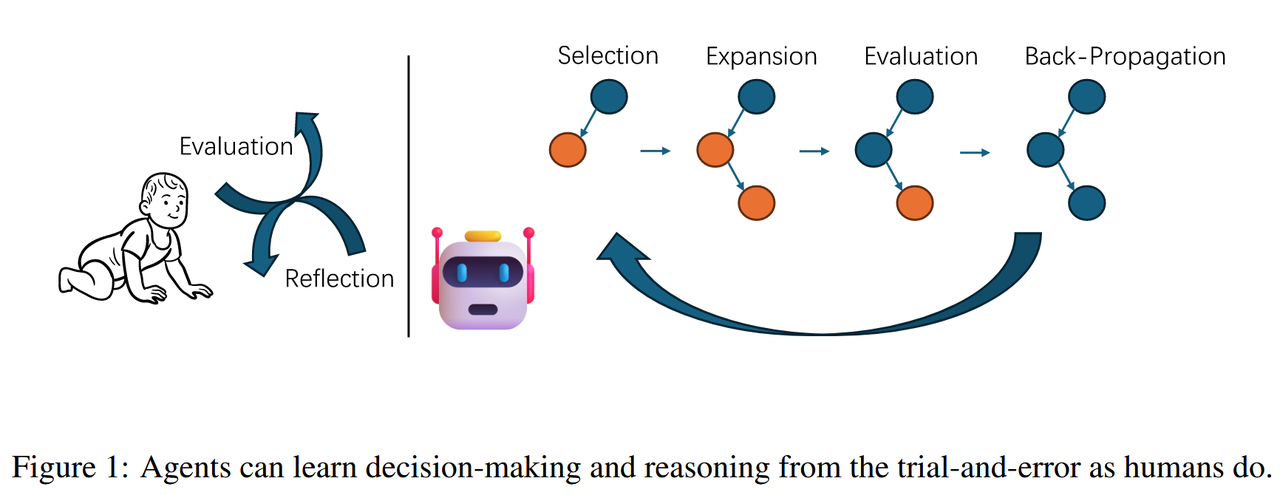 Selection Expansion Evaluation Back-Propagation
Evaluation
Reflection
Figure 1: Agents can learn decision-making and reasoning from the trial-and-error as humans do.